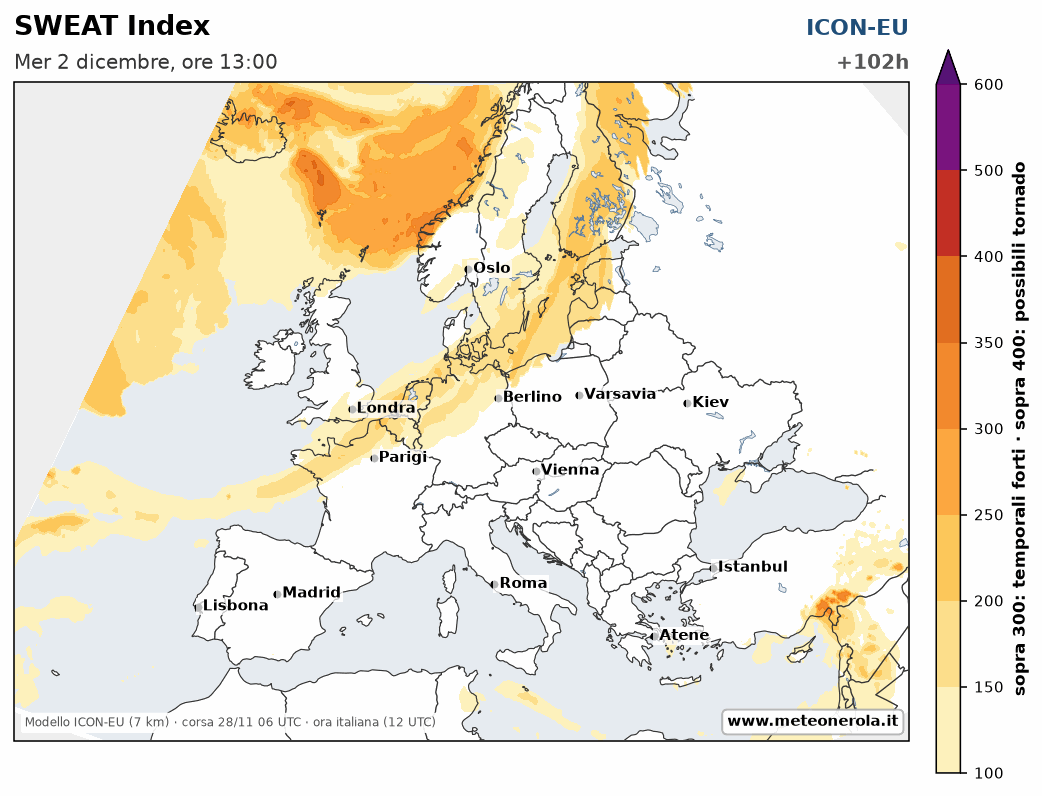 SWEAT Index
ICON-EU
Mer 2 dicembre, ore 13:00
+102h
Oslo
Londra
Berlino
Varsavia
Kiev
Parigi
Vienna
Istanbul
Roma
Madrid
Lisbona
Atene
Modello ICON-EU (7 km) · corsa 28/11 06 UTC · ora italiana (12 UTC)
www.meteonerola.it
600
500
400
350
300
250
200
150
100
sopra 300: temporali forti · sopra 400: possibili tornado